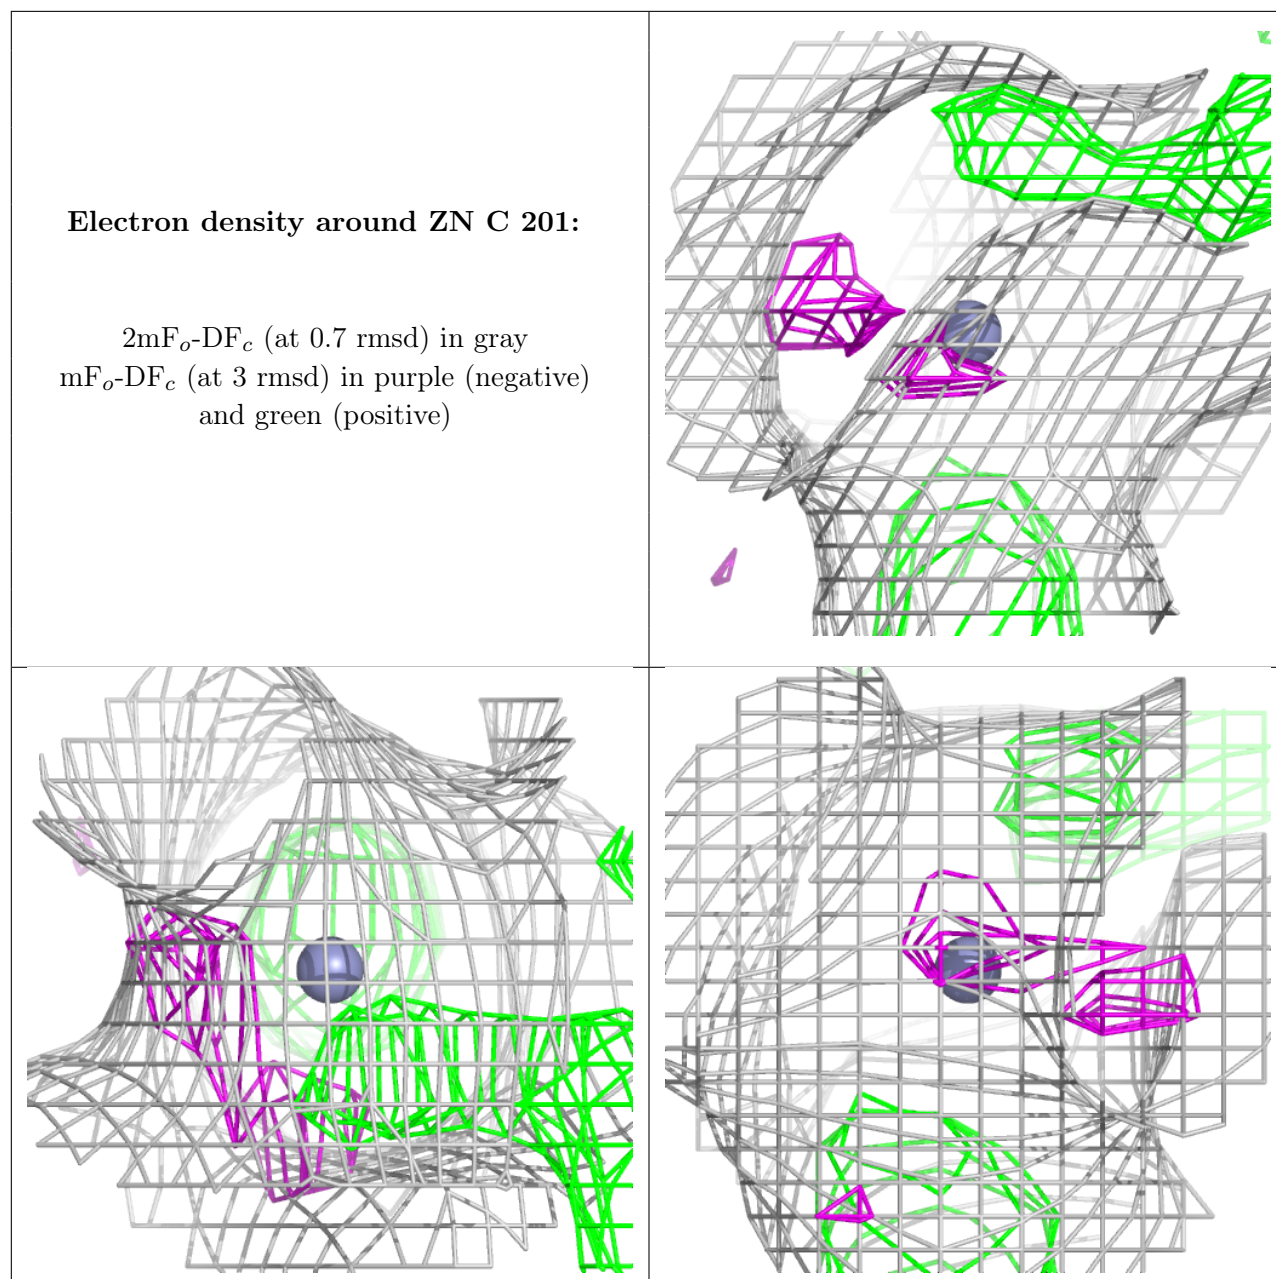 Electron density around ZN C 201:
2mFo-DFc (at 0.7 rmsd) in gray
mFo-DFc (at 3 rmsd) in purple (negative)
and green (positive)